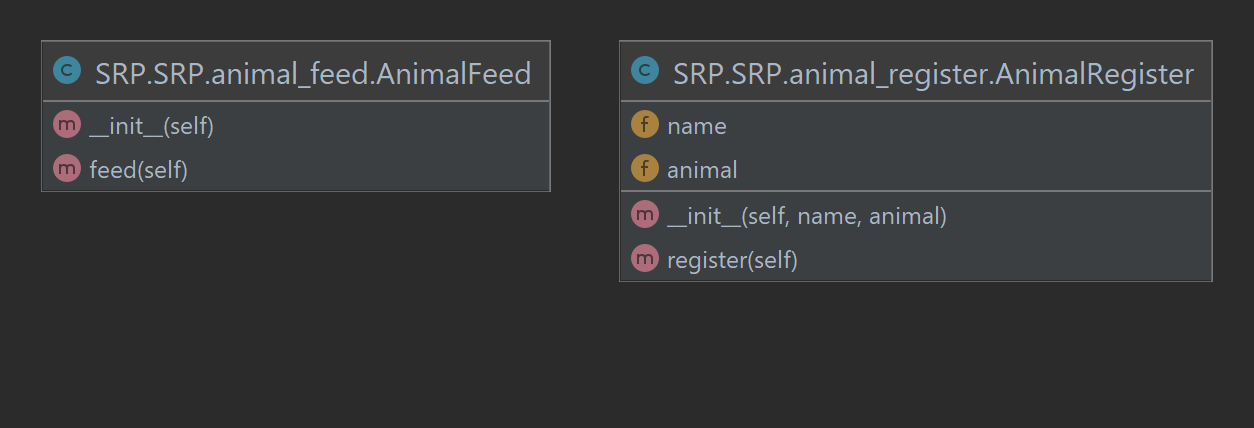 C SRP.SRP.animal_feed.AnimalFeed
m __init__(self)
m feed(self)
C SRP.SRP.animal_register.AnimalRegister
f name
f animal
m __init__(self, name, animal)
m register(self)